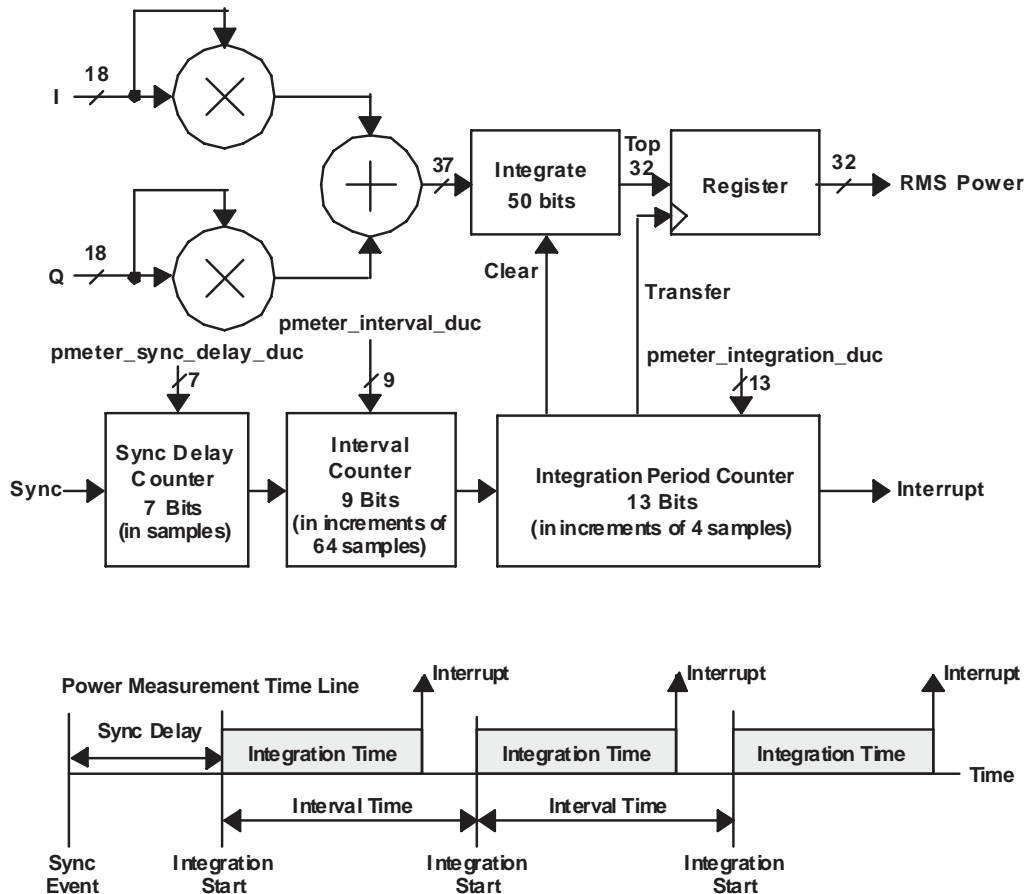 18
I
18
Q
37
Integrate
50 bits
Top
32
Register
32
RMS Power
Clear
Transfer
pmeter_interval_duc
pmeter_sync_delay_duc
pmeter_integration_duc
7
9
13
Sync
Sync Delay
Counter
7 Bits
(in samples)
Interval
Counter
9 Bits
(in increments of
64 samples)
Integration Period Counter
13 Bits
(in increments of 4 samples)
Interrupt
Power Measurement Time Line
Interrupt
Interrupt
Interrupt
Sync Delay
Integration Time
Integration Time
Integration Time
Time
Interval Time
Interval Time
Sync
Event
Integration
Start
Integration
Start
Integration
Start